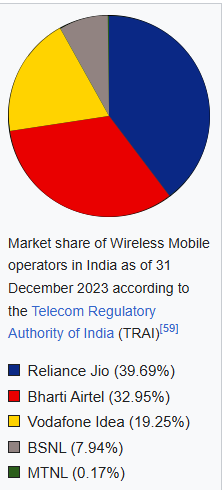 Market share of Wireless Mobile
operators in India as of 31
December 2023 according to
the Telecom Regulatory
Authority of India (TRAI)[59]
Reliance Jio (39.69%)
Bharti Airtel (32.95%)
Vodafone Idea (19.25%)
BSNL (7.94%)
MTNL (0.17%)